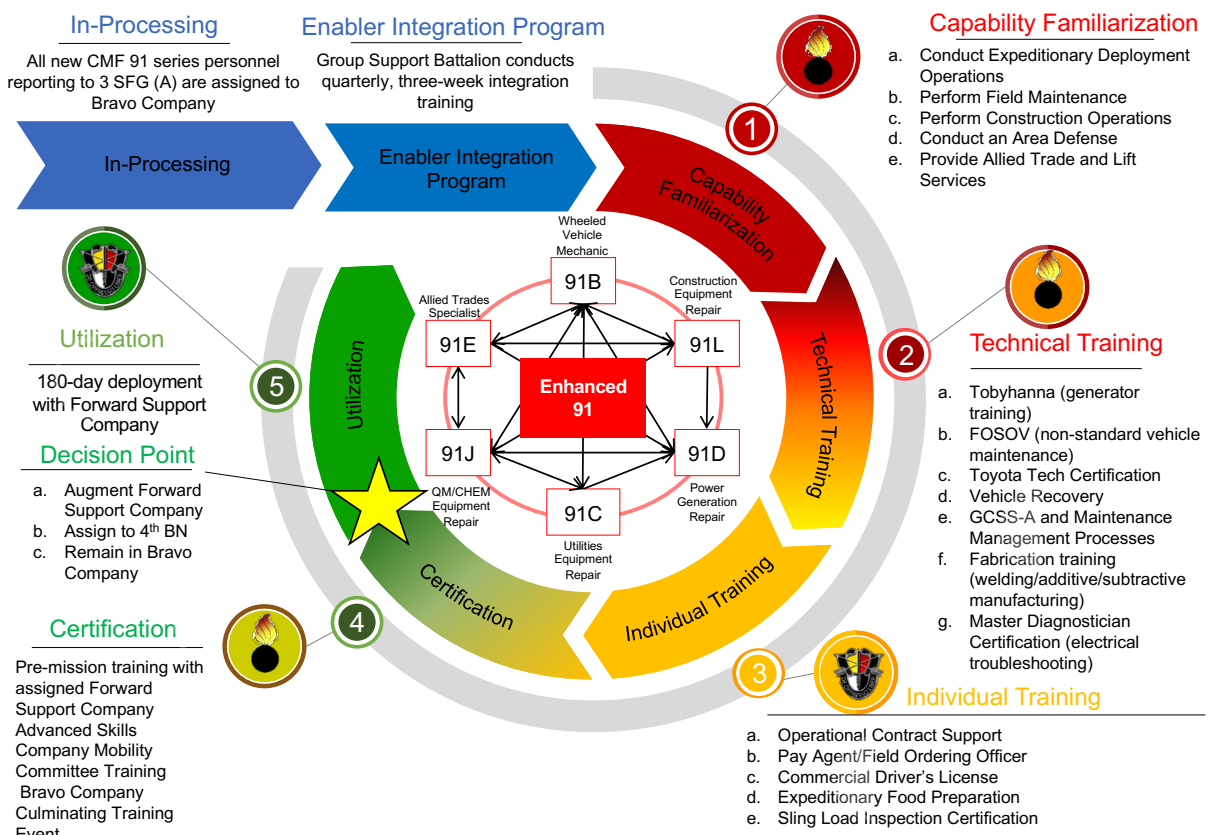 In-Processing
All new CMF 91 series personnel
reporting to 3 SFG (A) are assigned to
Bravo Company
Enabler Integration Program
Group Support Battalion conducts
quarterly, three-week integration
training
Capability Familiarization
a. Conduct Expeditionary Deployment
Operations
b. Perform Field Maintenance
c. Perform Construction Operations
d. Conduct an Area Defense
e. Provide Allied Trade and Lift
Services
1
In-Processing
Enabler Integration
Program
Capability
Familiarization
Technical Training
Individual Training
Certification
Utilization
Wheeled
Vehicle
Mechanic
91B
Construction
Equipment
Repair
91L
Allied Trades
Specialist
91E
Enhanced
91
91J
QM/CHEM
Equipment
Repair
91D
Power
Generation
Repair
91C
Utilities
Equipment
Repair
2
Technical Training
a. Tobyhanna (generator
training)
b. FOSOV (non-standard vehicle
maintenance)
c. Toyota Tech Certification
d. Vehicle Recovery
e. GCSS-A and Maintenance
Management Processes
f. Fabrication training
(welding/additive/subtractive
manufacturing)
g. Master Diagnostician
Certification (electrical
troubleshooting)
3
Individual Training
a. Operational Contract Support
b. Pay Agent/Field Ordering Officer
c. Commercial Driver's License
d. Expeditionary Food Preparation
e. Sling Load Inspection Certification
5
Utilization
180-day deployment
with Forward Support
Company
Decision Point
a. Augment Forward
Support Company
b. Assign to 4th BN
c. Remain in Bravo
Company
4
Certification
Pre-mission training with
assigned Forward
Support Company
Advanced Skills
Company Mobility
Committee Training
Bravo Company
Culminating Training
Event